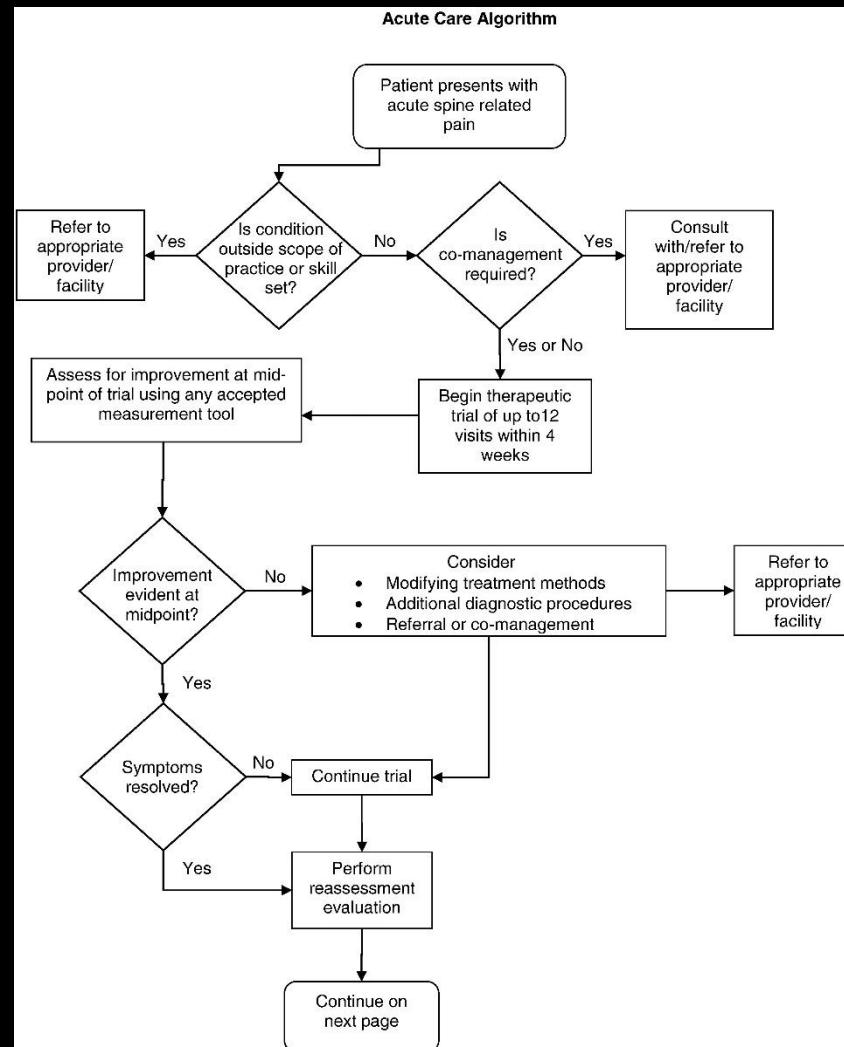 Acute Care Algorithm
Patient presents with
acute spine related
pain
Is condition
outside scope of
practice or skill
set?
Yes
Refer to
appropriate
provider/
facility
No
Is
co-management
required?
Yes
Consult
with/refer to
appropriate
provider/
facility
Yes or No
Begin therapeutic
trial of up to12
visits within 4
weeks
Assess for improvement at mid-
point of trial using any accepted
measurement tool
Improvement
evident at
midpoint?
No
Consider
• Modifying treatment methods
• Additional diagnostic procedures
• Referral or co-management
Refer to
appropriate
provider/
facility
Yes
Symptoms
resolved?
No
Continue trial
Yes
Perform
reassessment
evaluation
Continue on
next page